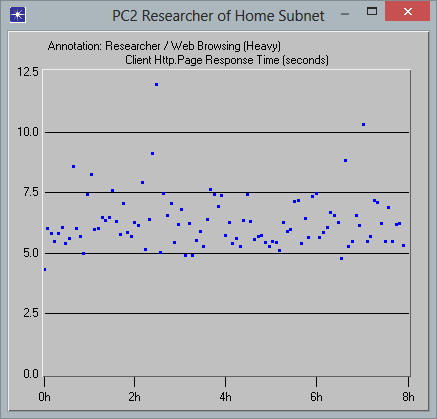 PC2 Researcher of Home Subnet
Annotation: Researcher / Web Browsing (Heavy)
Client Http.Page Response Time (seconds)
12.5
10.0
7.5
5.0
2.5
0.0
0h 2h 4h 6h 8h